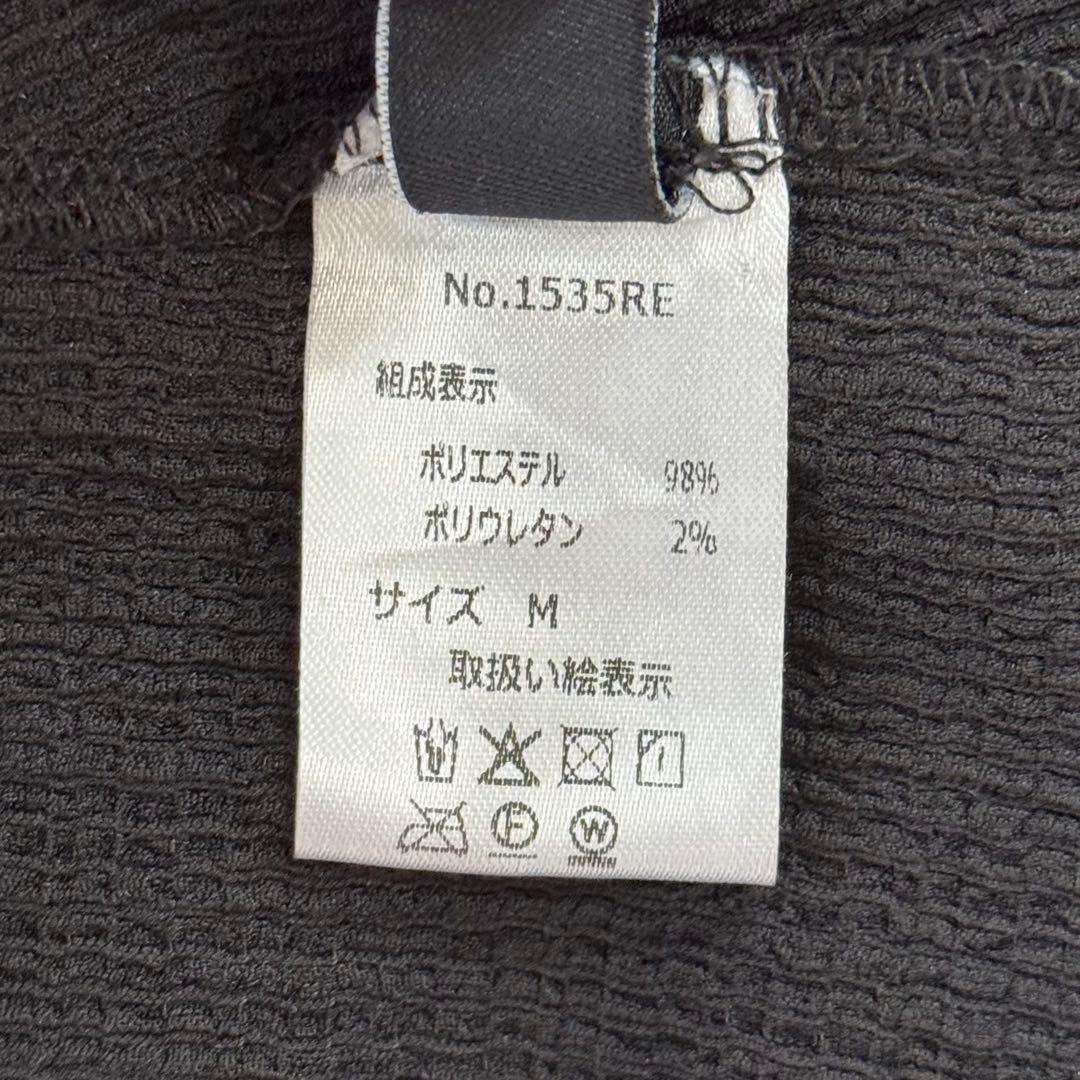 No.1535RE
組成表示
ポリエステル 98%
ポリウレタン 2%
サイズ M
取扱い絵表示
F W